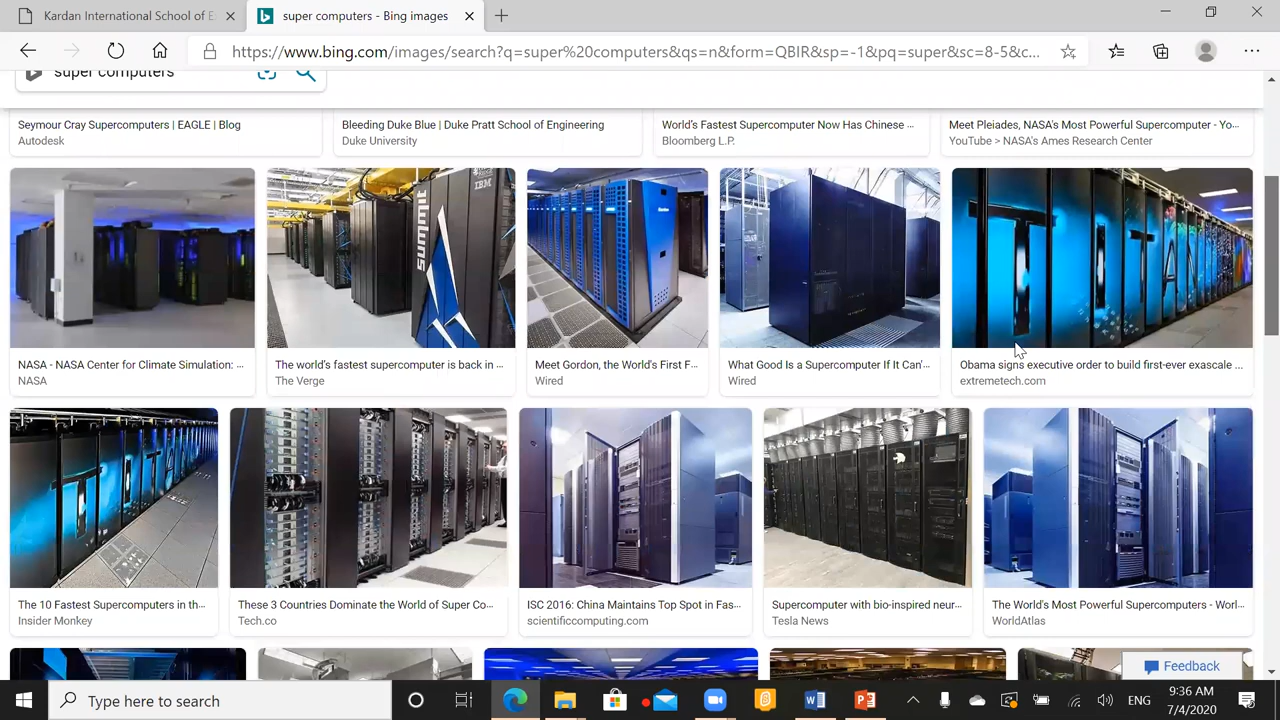 Kardan International School of E
super computers - Bing images
https://www.bing.com/images/search?q=super%20computers&qs=n&form=QBIR&sp=-1&pq=super&sc=8-5&c...
super computers
Seymour Cray Supercomputers | EAGLE | Blog
Autodesk
Bleeding Duke Blue | Duke Pratt School of Engineering
Duke University
World's Fastest Supercomputer Now Has Chinese ...
Bloomberg L.P.
Meet Pleiades, NASA's Most Powerful Supercomputer - Yo...
YouTube > NASA's Ames Research Center
IBM
summit
TITAN
NASA - NASA Center for Climate Simulation: ...
NASA
The world's fastest supercomputer is back in ...
The Verge
Meet Gordon, the World's First F...
Wired
What Good Is a Supercomputer If It Can'...
Wired
Obama signs executive order to build first-ever exascale ...
extremetech.com
TITA
The 10 Fastest Supercomputers in th...
Insider Monkey
These 3 Countries Dominate the World of Super Co...
Tech.co
ISC 2016: China Maintains Top Spot in Fas...
scientificcomputing.com
Supercomputer with bio-inspired neur...
Tesla News
The World's Most Powerful Supercomputers - Worl...
WorldAtlas
Feedback
Type here to search
ENG
9:36 AM
7/4/2020